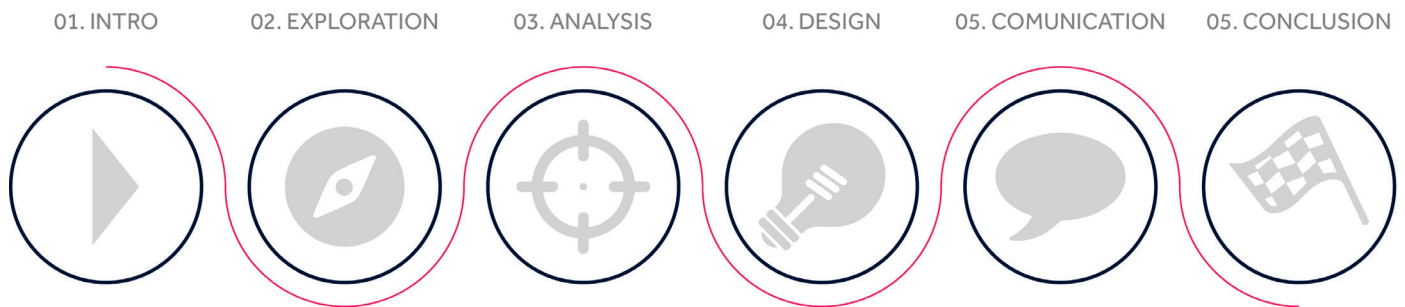 01. INTRO
02. EXPLORATION
03. ANALYSIS
04. DESIGN
05. COMUNICATION
05. CONCLUSION